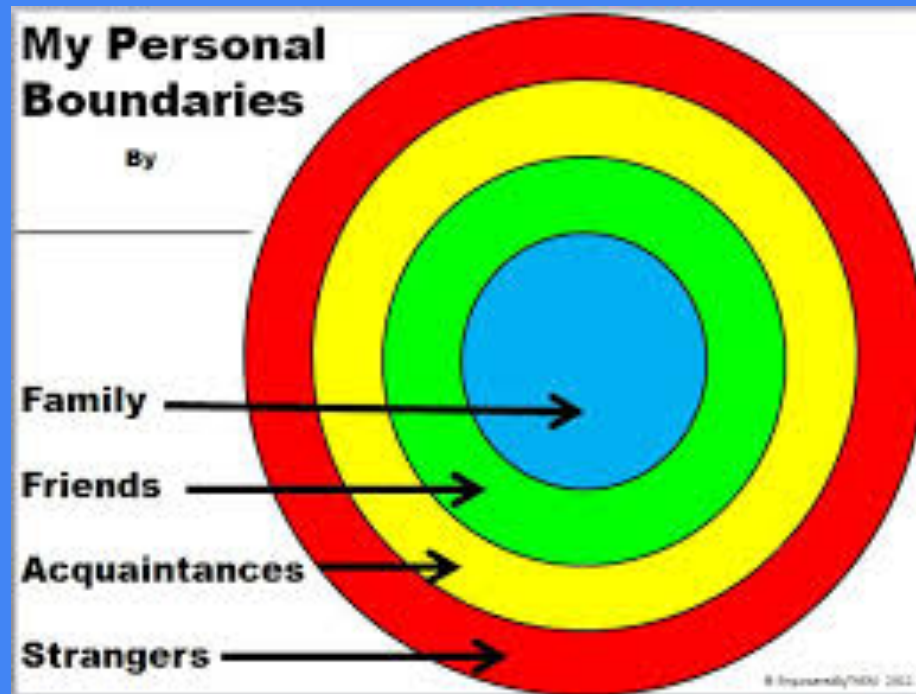 My Personal
Boundaries
By
Family
Friends
Acquaintances
Strangers